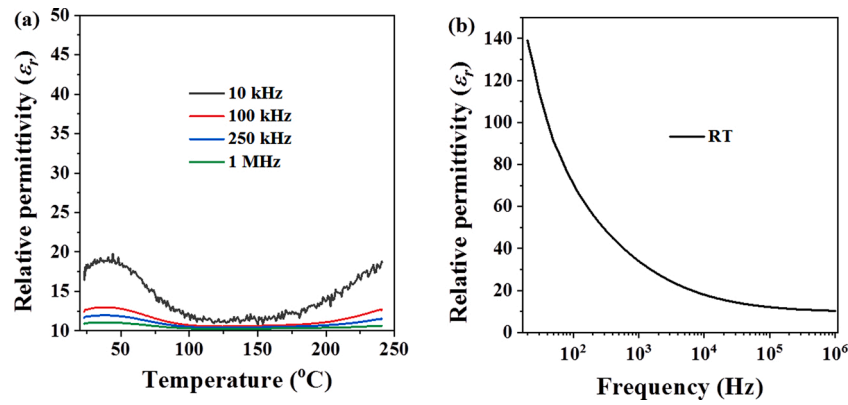 (a)
Relative permittivity (εr)
50
45
40
35
30
25
20
15
10
10 kHz
100 kHz
250 kHz
1 MHz
50
100
150
200
250
Temperature (oC)
(b)
Relative permittivity (εr)
140
120
100
80
60
40
20
0
RT
10²
10³
10⁴
10⁵
10⁶
Frequency (Hz)